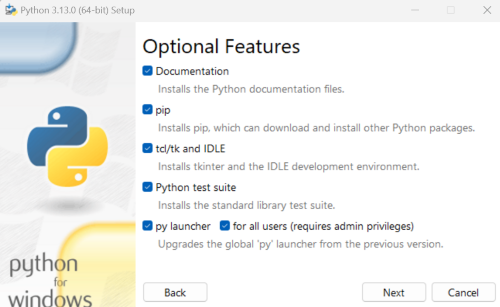 Python 3.13.0 (64-bit) Setup
Optional Features
Documentation
Installs the Python documentation files.
pip
Installs pip, which can download and install other Python packages.
tcl/tk and IDLE
Installs tkinter and the IDLE development environment.
Python test suite
Installs the standard library test suite.
py launcher for all users (requires admin privileges)
Upgrades the global 'py' launcher from the previous version.
python
for
windows
Back Next Cancel